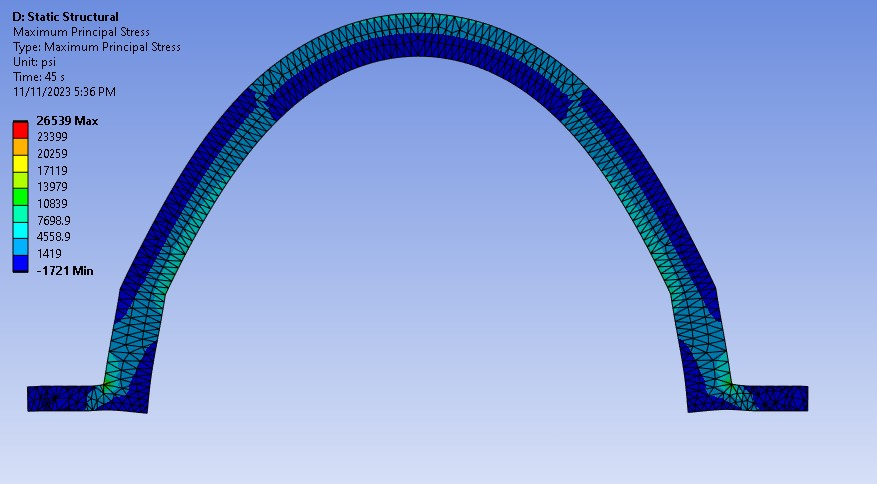 D: Static Structural
Maximum Principal Stress
Type: Maximum Principal Stress
Unit: psi
Time: 45 s
11/11/2023 5:36 PM
26539 Max
23399
20259
17119
13979
10839
7698.9
4558.9
1419
-1721 Min